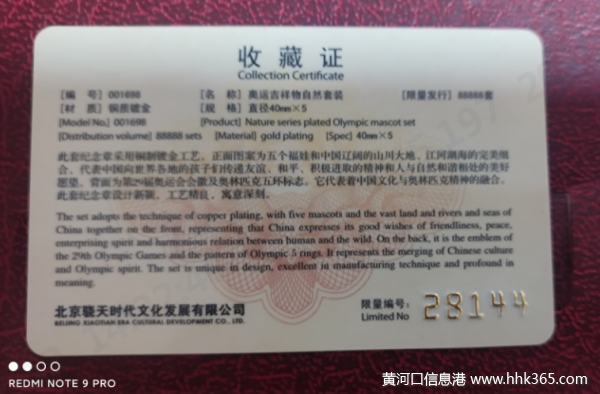 收藏证
Collection Certificate
[编 号] 001698 [名 称] 奥运吉祥物自然套装 [限量发行] 88888套
[材 质] 铜质镀金 [规 格] 直径40mm×5
[Model No.] 001698 [Product] Nature series plated Olympic mascot set
[Distribution volume] 88888 sets [Material] gold plating [Spec] 40mm×5
此套纪念章采用铜制镀金工艺。正面图案为五个福娃和中国辽阔的山川大地、江河湖海的完美组
合，代表中国向世界各地的孩子们传递友谊、和平、积极进取的精神和人与自然和谐相处的美好
愿望。背面为第29届奥运会会徽及奥林匹克五环标志。它代表着中国文化与奥林匹克精神的融合。
此套纪念章设计新颖，工艺精良，寓意深刻。
The set adopts the technique of copper plating, with five mascots and the vast land and rivers and seas of
China together on the front, representing that China expresses its good wishes of friendliness, peace,
enterprising spirit and harmonious relation between human and the wild. On the back, it is the emblem of
the 29th Olympic Games and the pattern of Olympic 5 rings. It represents the merging of Chinese culture
and Olympic spirit. The set is unique in design, excellent in manufacturing technique and profound in
meaning.
北京骁天时代文化发展有限公司
BEIJING XIAOTIAN ERA CULTURAL DEVELOPMENT CO., LTD.
限量编号：
Limited No 28144
REDMI NOTE 9 PRO
黄河口信息港 www.hhk365.com